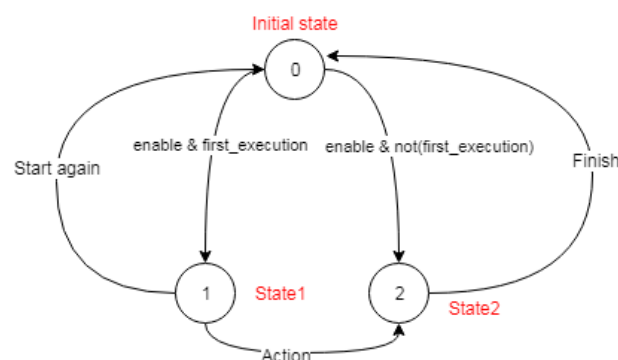 Initial state
0
enable & first_execution
enable & not(first_execution)
Start again
Finish
1
State1
2
State2
Action